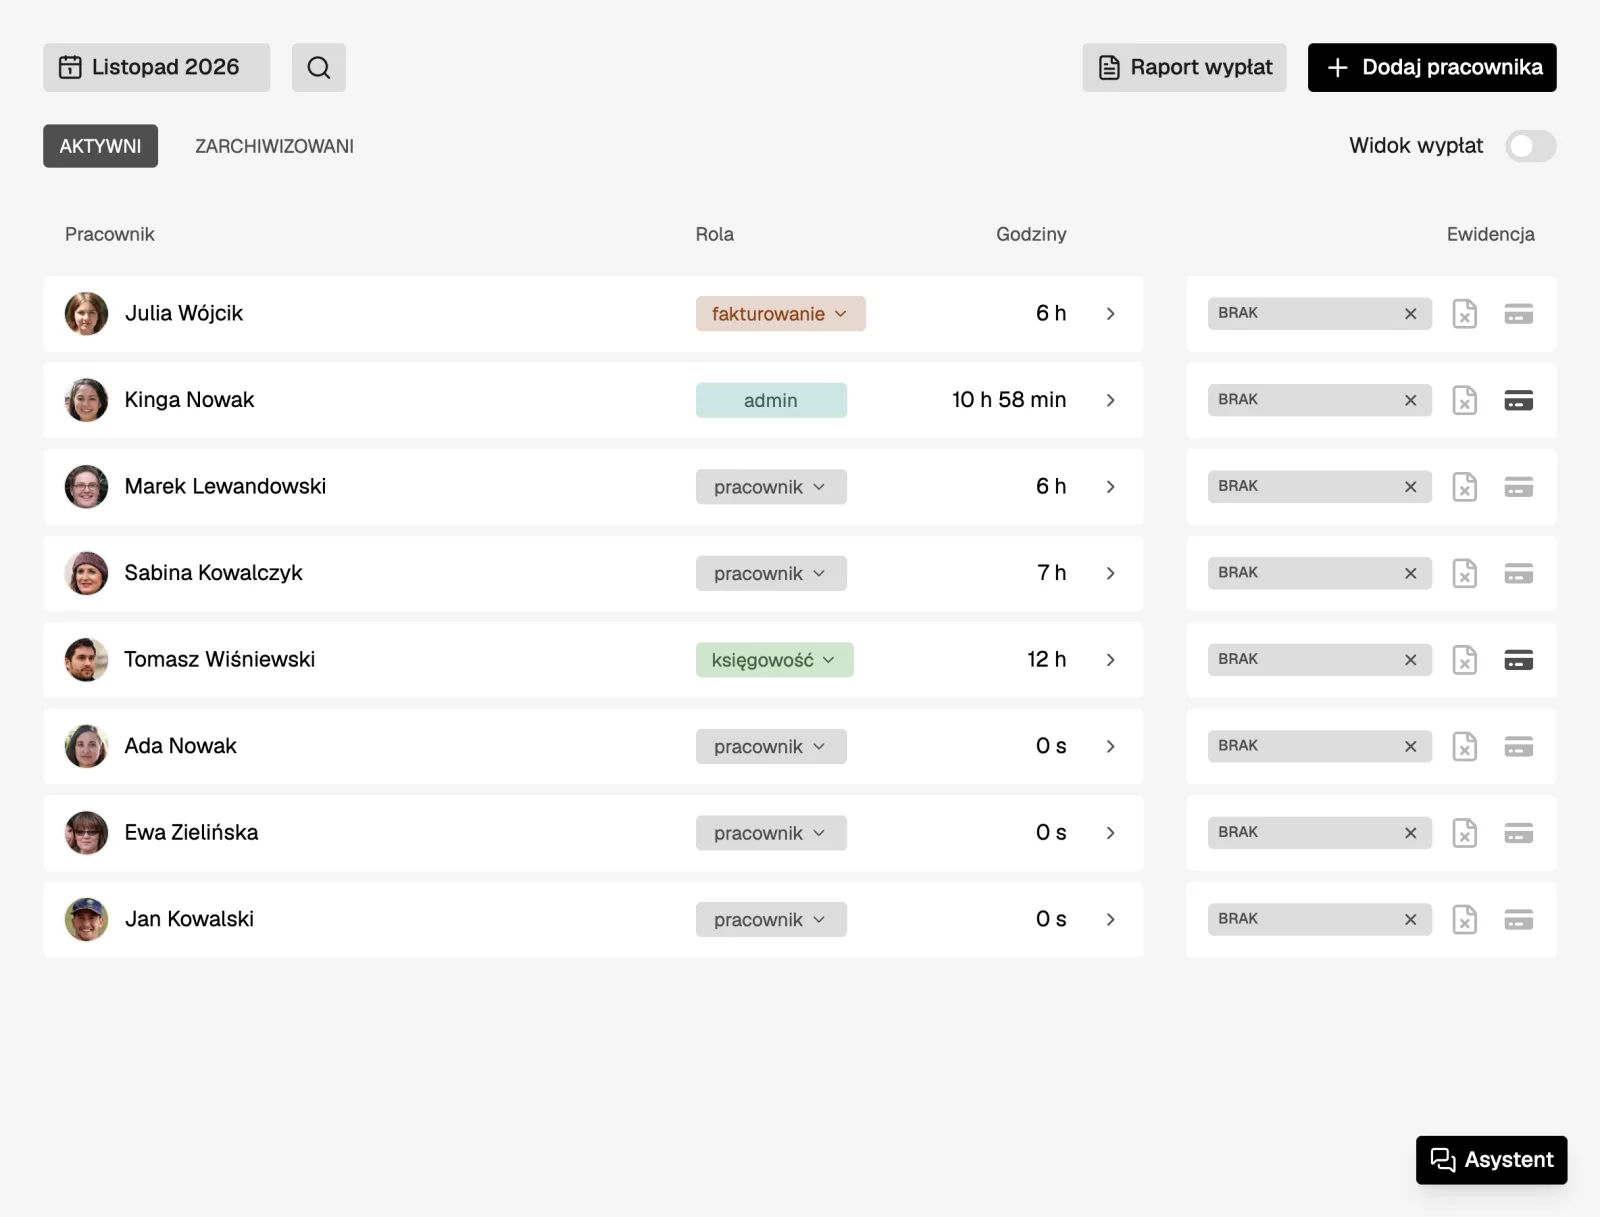 Listopad 2026
Raport wypłat
Dodaj pracownika
AKTYWNI
ZARCHIWIZOWANI
Widok wypłat
Pracownik Rola Godziny Ewidencja
Julia Wójcik fakturowanie 6 h BRAK
Kinga Nowak admin 10 h 58 min BRAK
Marek Lewandowski pracownik 6 h BRAK
Sabina Kowalczyk pracownik 7 h BRAK
Tomasz Wiśniewski księgowość 12 h BRAK
Ada Nowak pracownik 0 s BRAK
Ewa Zielińska pracownik 0 s BRAK
Jan Kowalski pracownik 0 s BRAK
Asystent